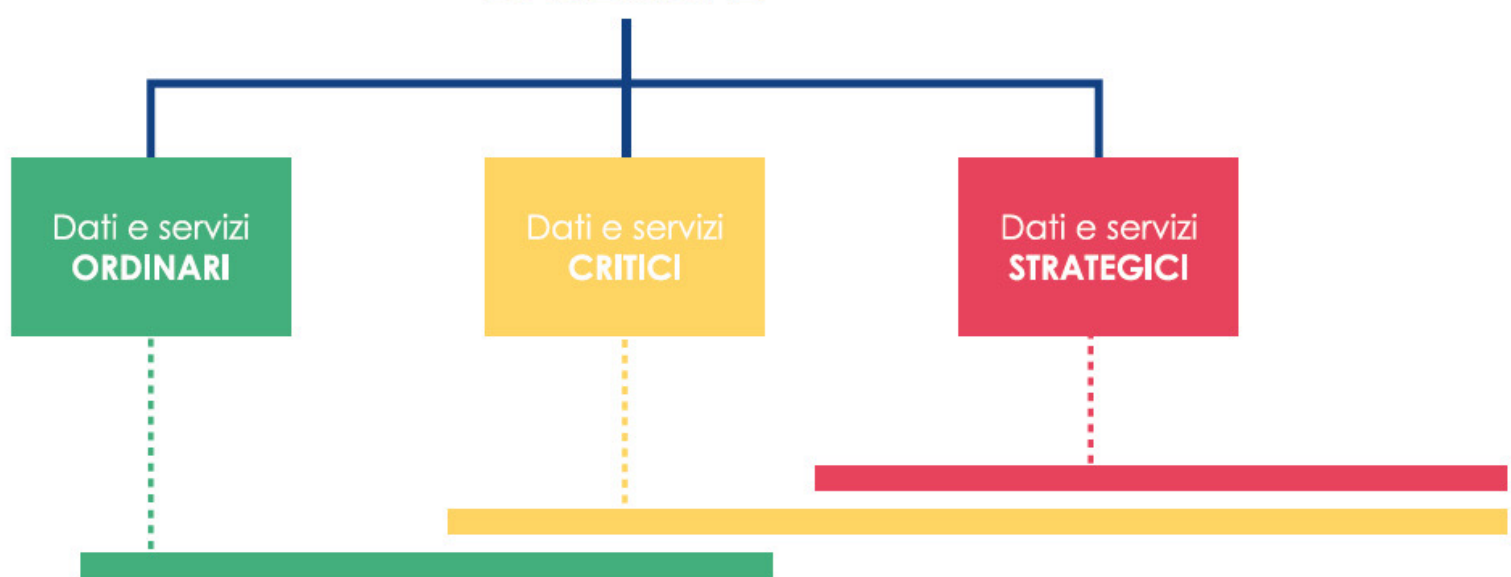 Dati e servizi
ORDINARI
Dati e servizi
CRITICI
Dati e servizi
STRATEGICI